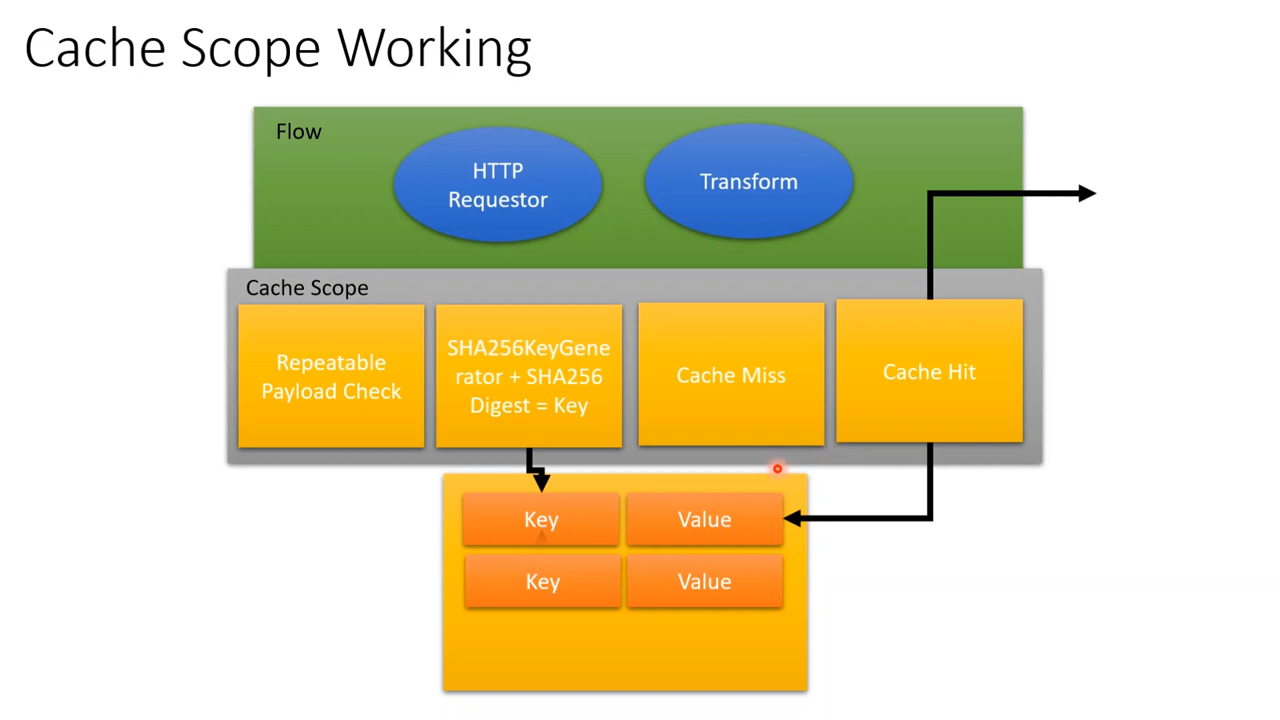 Cache Scope Working
Flow
HTTP
Requestor
Transform
Cache Scope
Repeatable
Payload Check
SHA256KeyGene
rator + SHA256
Digest = Key
Cache Miss
Cache Hit
Key
Value
Key
Value